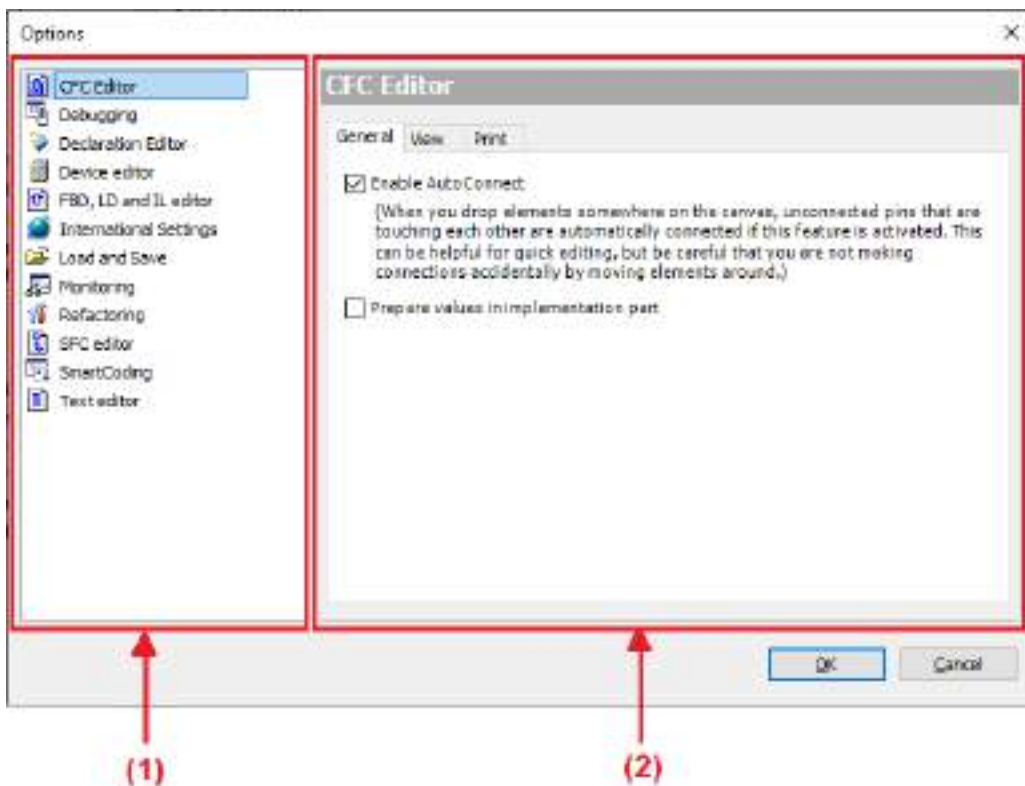 Options
CFC Editor
Debugging
Declaration Editor
Device editor
FBD, LD and IL editor
International Settings
Load and Save
Monitoring
Refactoring
SFC editor
SmartCoding
Text editor
CFC Editor
General View Print
Enable AutoConnect
(When you drop elements somewhere on the canvas, unconnected pins that are
touching each other are automatically connected if this feature is activated. This
can be helpful for quick editing, but be careful that you are not making
connections accidentally by moving elements around.)
Prepare values in implementation part
OK Cancel
(1) (2)